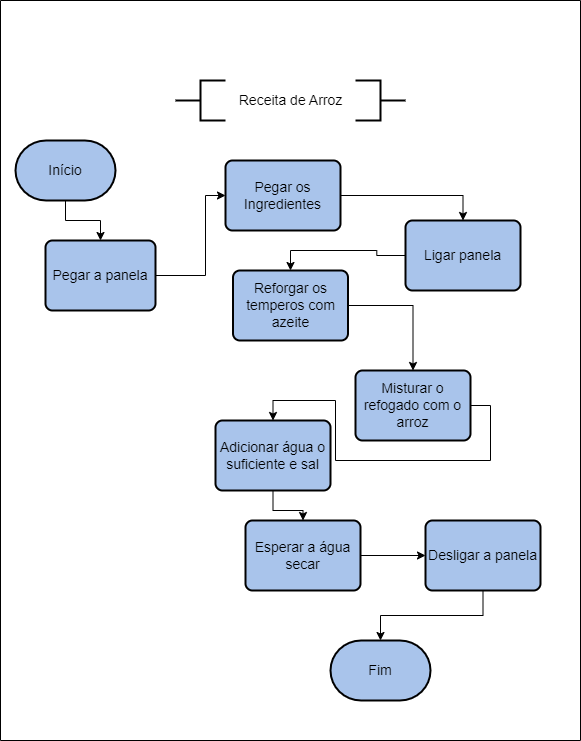 Receita de Arroz
Início
Pegar os
Ingredientes
Pegar a panela
Ligar panela
Reforgar os
temperos com
azeite
Misturar o
refogado com o
arroz
Adicionar água o
suficiente e sal
Esperar a água
secar
Desligar a panela
Fim